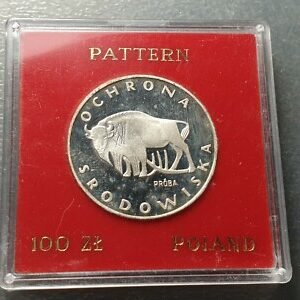 PATTERN
OCHRONA
ŚRODOWISKA
PRÓBA
100 ZŁ POLAND